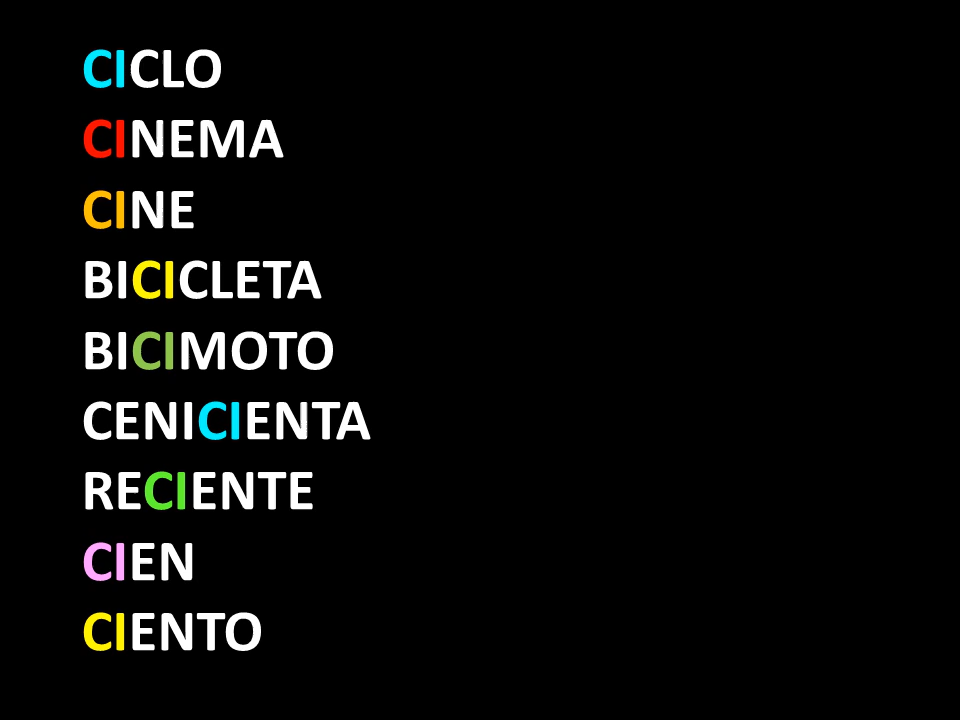 CICLO
CINEMA
CINE
BICICLETA
BICIMOTO
CENICIENTA
RECIENTE
CIEN
CIENTO